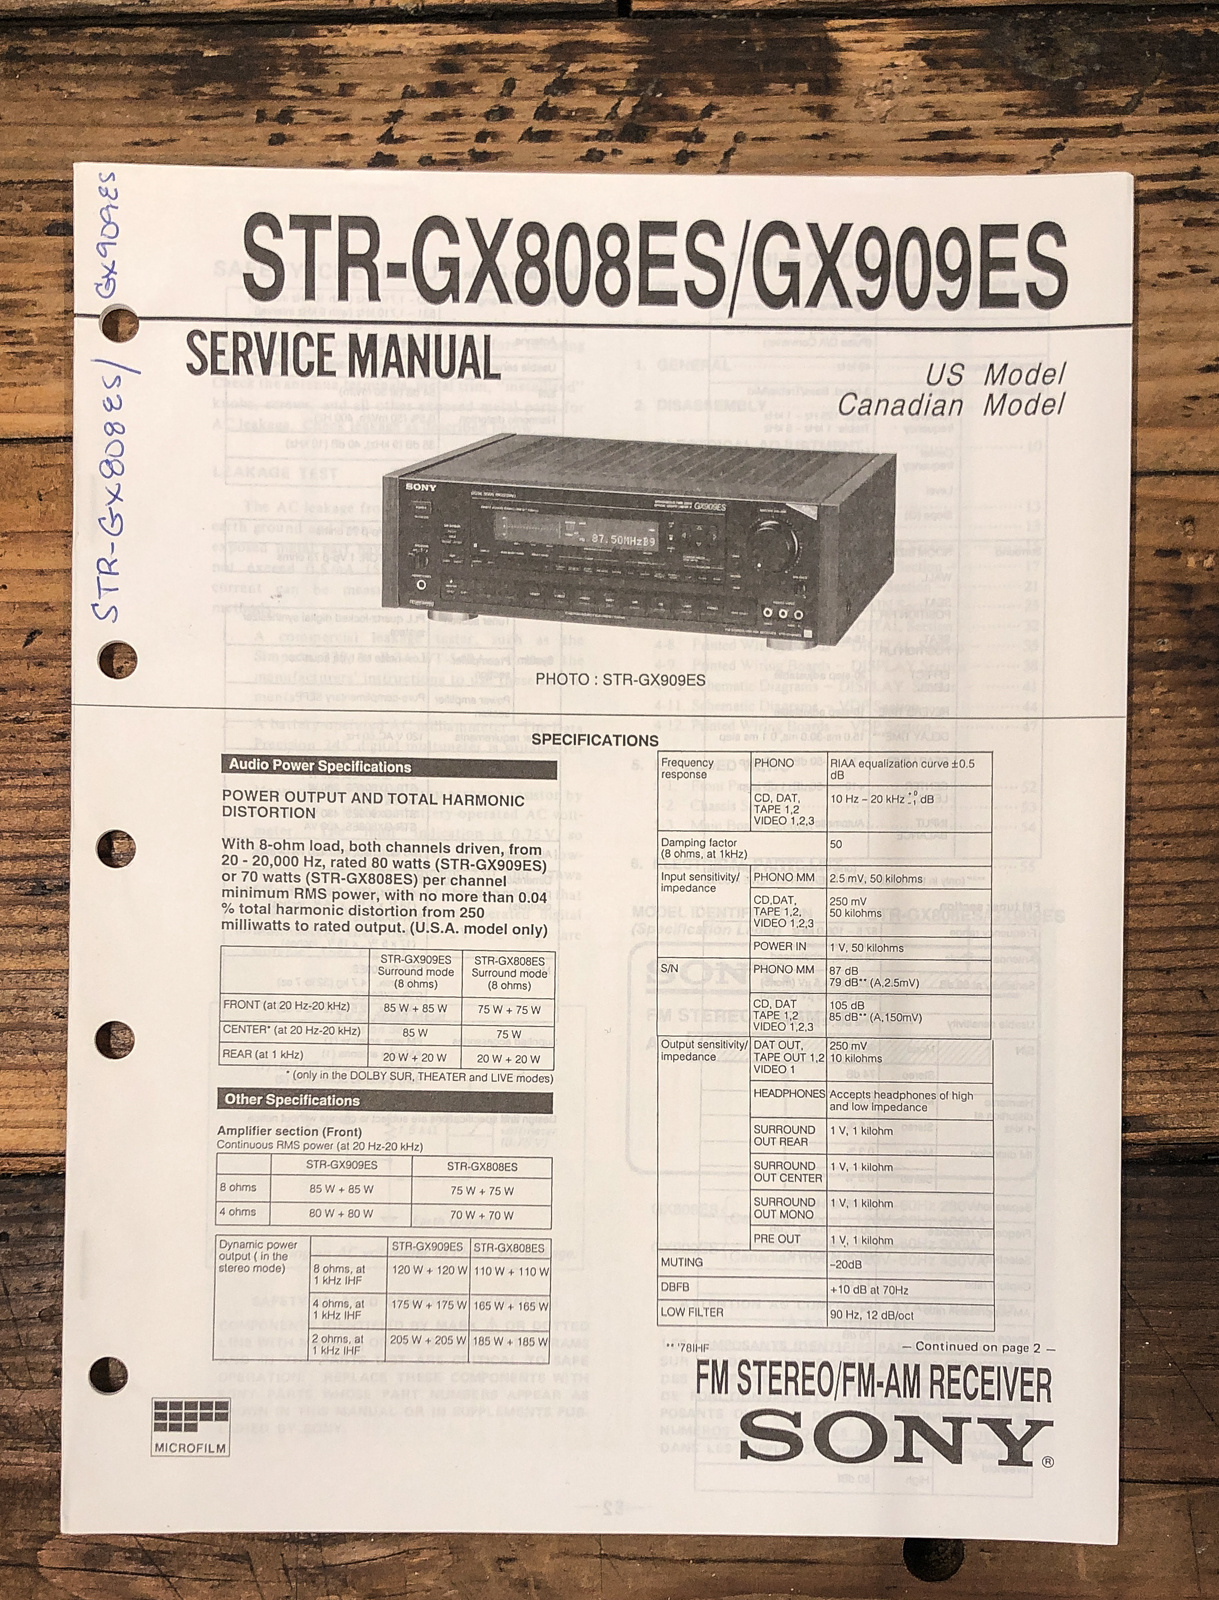 STR-GX808ES/GX909ES
STR-GX808ES/GX909ES
SERVICE MANUAL
US Model
Canadian Model
SONY
GX909ES
87.50MHz
PHOTO : STR-GX909ES
SPECIFICATIONS
Audio Power Specifications
POWER OUTPUT AND TOTAL HARMONIC
DISTORTION
With 8-ohm load, both channels driven, from
20 - 20,000 Hz, rated 80 watts (STR-GX909ES)
or 70 watts (STR-GX808ES) per channel
minimum RMS power, with no more than 0.04
% total harmonic distortion from 250
milliwatts to rated output. (U.S.A. model only)
STR-GX909ES STR-GX808ES
Surround mode Surround mode
(8 ohms) (8 ohms)
FRONT (at 20 Hz-20 kHz) 85 W + 85 W 75 W + 75 W
CENTER* (at 20 Hz-20 kHz) 85 W 75 W
REAR (at 1 kHz) 20 W + 20 W 20 W + 20 W
* (only in the DOLBY SUR, THEATER and LIVE modes)
Other Specifications
Amplifier section (Front)
Continuous RMS power (at 20 Hz-20 kHz)
STR-GX909ES STR-GX808ES
8 ohms 85 W + 85 W 75 W + 75 W
4 ohms 80 W + 80 W 70 W + 70 W
Dynamic power
output ( in the
stereo mode)
STR-GX909ES STR-GX808ES
8 ohms, at
1 kHz IHF
120 W + 120 W 110 W + 110 W
4 ohms, at
1 kHz IHF
175 W + 175 W 165 W + 165 W
2 ohms, at
1 kHz IHF
205 W + 205 W 185 W + 185 W
Frequency
response
PHONO
RIAA equalization curve ±0.5
dB
CD, DAT,
TAPE 1,2
VIDEO 1,2,3
10 Hz – 20 kHz +0 −1 dB
Damping factor
(8 ohms, at 1kHz)
50
Input sensitivity/
impedance
PHONO MM 2.5 mV, 50 kilohms
CD,DAT,
TAPE 1,2,
VIDEO 1,2,3
250 mV
50 kilohms
POWER IN 1 V, 50 kilohms
S/N
PHONO MM
87 dB
79 dB** (A,2.5mV)
CD, DAT
TAPE 1,2
VIDEO 1,2,3
105 dB
85 dB** (A,150mV)
Output sensitivity/
impedance
DAT OUT,
TAPE OUT 1,2
VIDEO 1
250 mV
10 kilohms
HEADPHONES
Accepts headphones of high
and low impedance
SURROUND
OUT REAR
1 V, 1 kilohm
SURROUND
OUT CENTER
1 V, 1 kilohm
SURROUND
OUT MONO
1 V, 1 kilohm
PRE OUT 1 V, 1 kilohm
MUTING –20dB
DBFB +10 dB at 70Hz
LOW FILTER 90 Hz, 12 dB/oct
** '78IHF
— Continued on page 2 —
FM STEREO/FM-AM RECEIVER
SONY®
MICROFILM